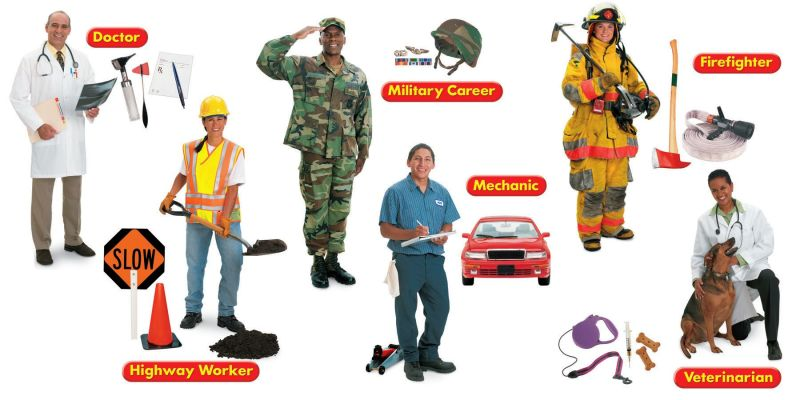 Doctor
Military Career
Firefighter
Mechanic
SLOW
Highway Worker
Veterinarian